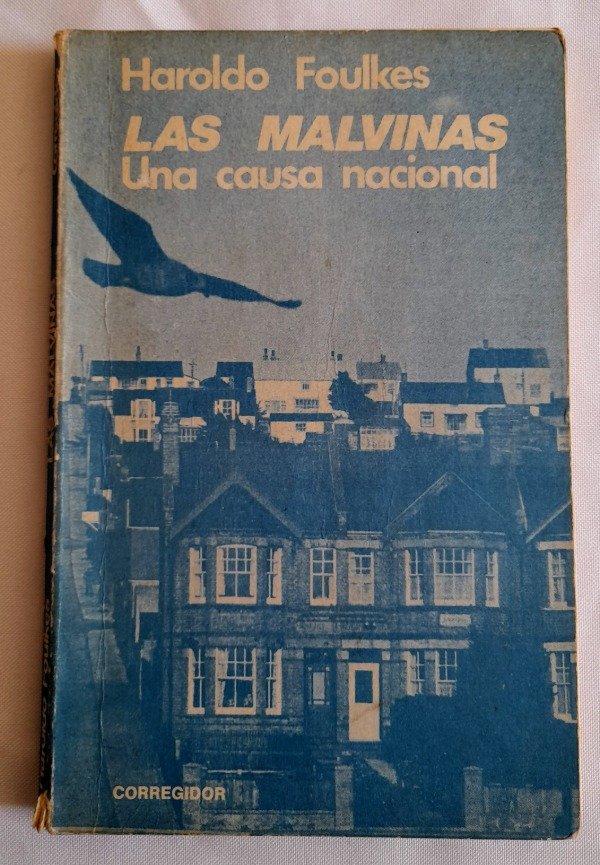 Haroldo Foulkes
LAS MALVINAS
Una causa nacional
CORREGIDOR